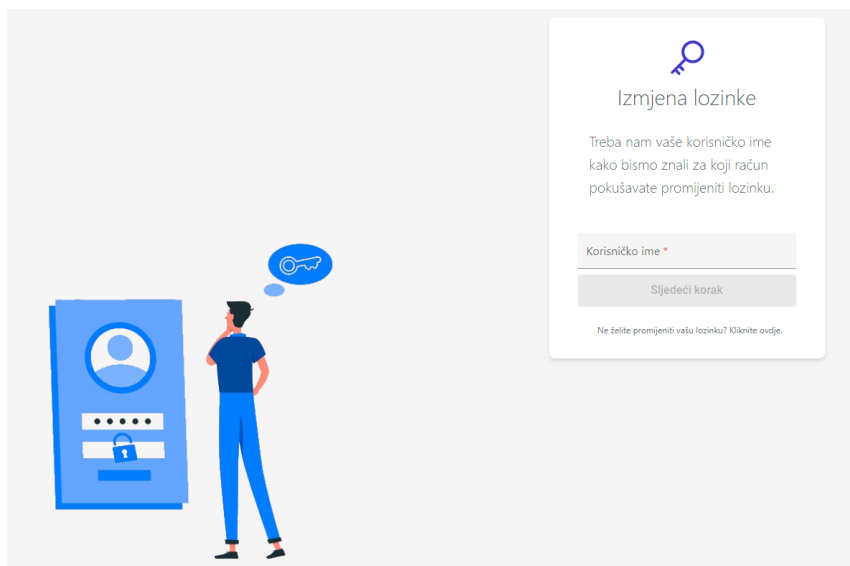 Izmjena lozinke
Treba nam vaše korisničko ime
kako bismo znali za koji račun
pokušavate promijeniti lozinku.
Korisničko ime *
Sljedeći korak
Ne želite promijeniti vašu lozinku? Kliknite ovdje.